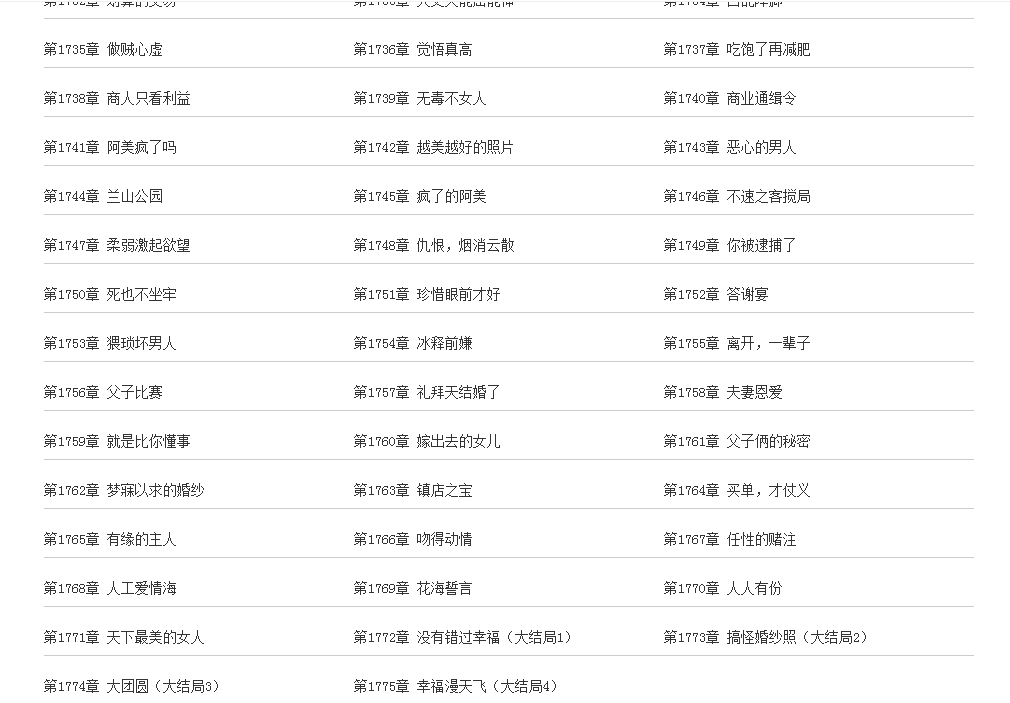 第1735章 做贼心虚 第1736章 觉悟真高 第1737章 吃饱了再减肥
第1738章 商人只看利益 第1739章 无毒不女人 第1740章 商业通缉令
第1741章 阿美疯了吗 第1742章 越美越好的照片 第1743章 恶心的男人
第1744章 兰山公园 第1745章 疯了的阿美 第1746章 不速之客搅局
第1747章 柔弱激起欲望 第1748章 仇恨，烟消云散 第1749章 你被逮捕了
第1750章 死也不坐牢 第1751章 珍惜眼前才好 第1752章 答谢宴
第1753章 猥琐坏男人 第1754章 冰释前嫌 第1755章 离开，一辈子
第1756章 父子比赛 第1757章 礼拜天结婚了 第1758章 夫妻恩爱
第1759章 就是比你懂事 第1760章 嫁出去的女儿 第1761章 父子俩的秘密
第1762章 梦寐以求的婚纱 第1763章 镇店之宝 第1764章 买单，才仗义
第1765章 有缘的主人 第1766章 吻得动情 第1767章 任性的赌注
第1768章 人工爱情海 第1769章 花海誓言 第1770章 人人有份
第1771章 天下最美的女人 第1772章 没有错过幸福（大结局1） 第1773章 搞怪婚纱照（大结局2）
第1774章 大团圆（大结局3） 第1775章 幸福漫天飞（大结局4）